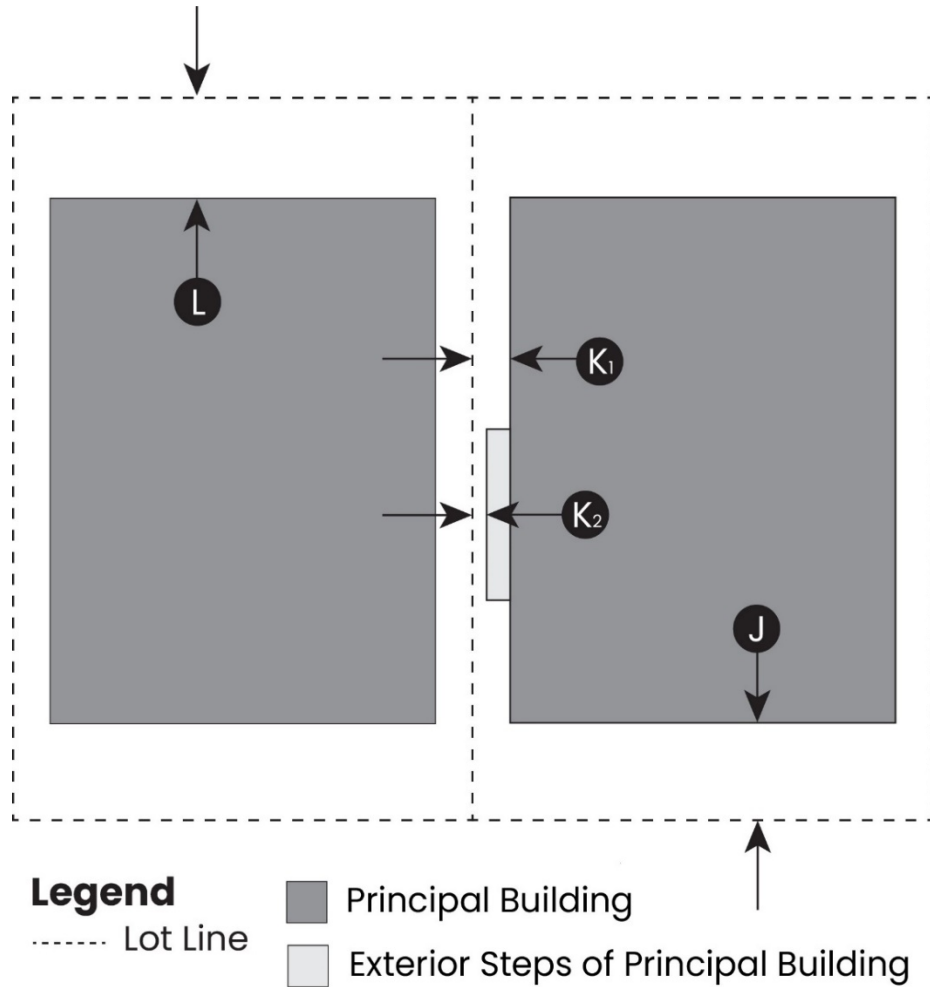 L
K1
K2
J
Legend
Lot Line
Principal Building
Exterior Steps of Principal Building